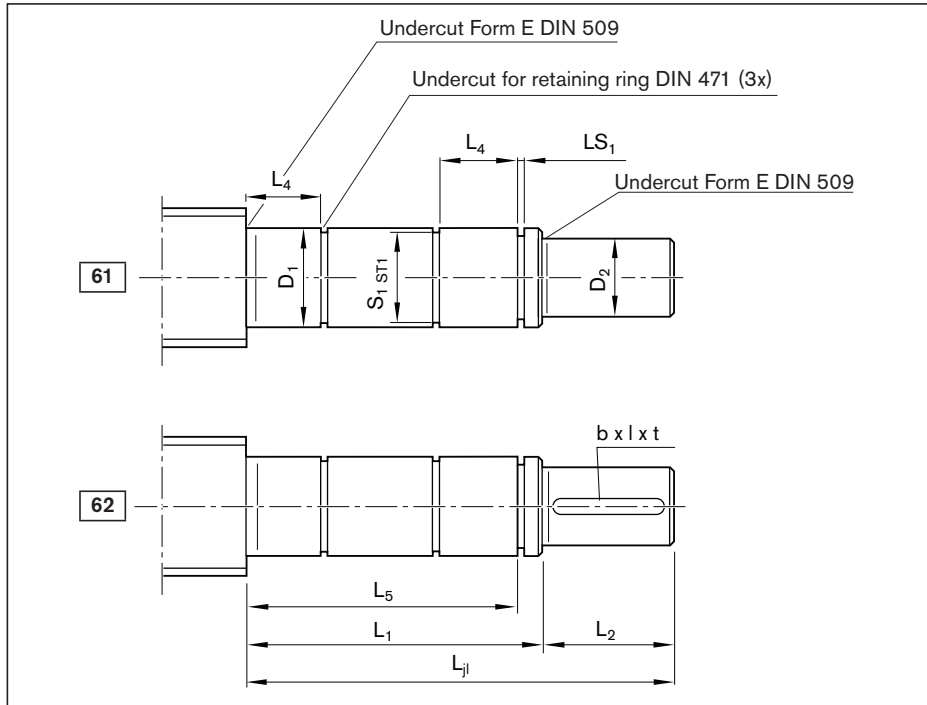 Undercut Form E DIN 509
Undercut for retaining ring DIN 471 (3x)
L4
LS1
L4
Undercut Form E DIN 509
61
D1
S1 ST1
D2
b x l x t
62
L5
L1
L2
Ljl